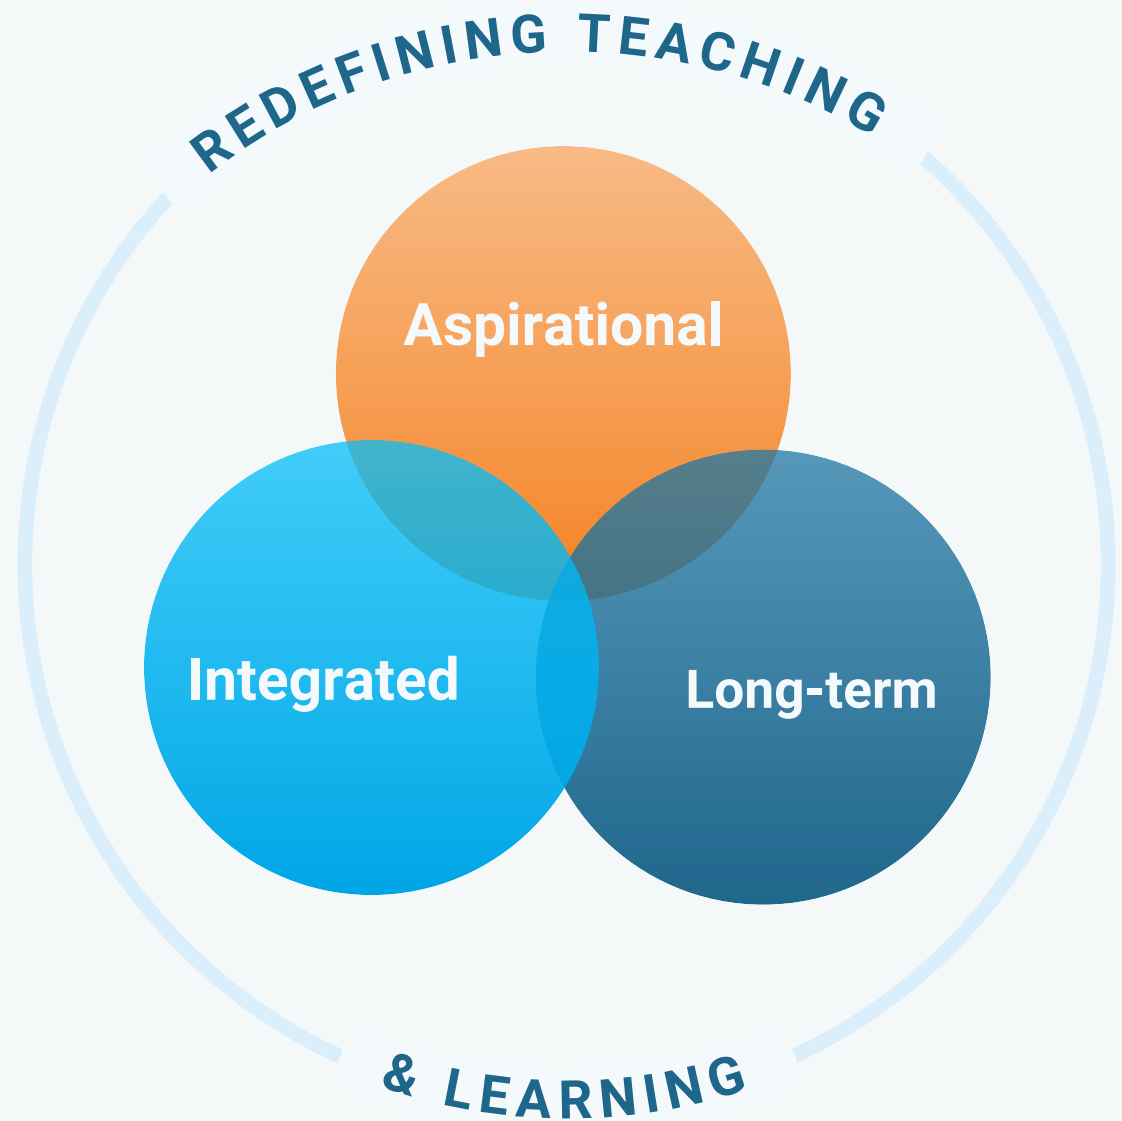 REDEFINING TEACHING
Aspirational
Integrated
Long-term
& LEARNING